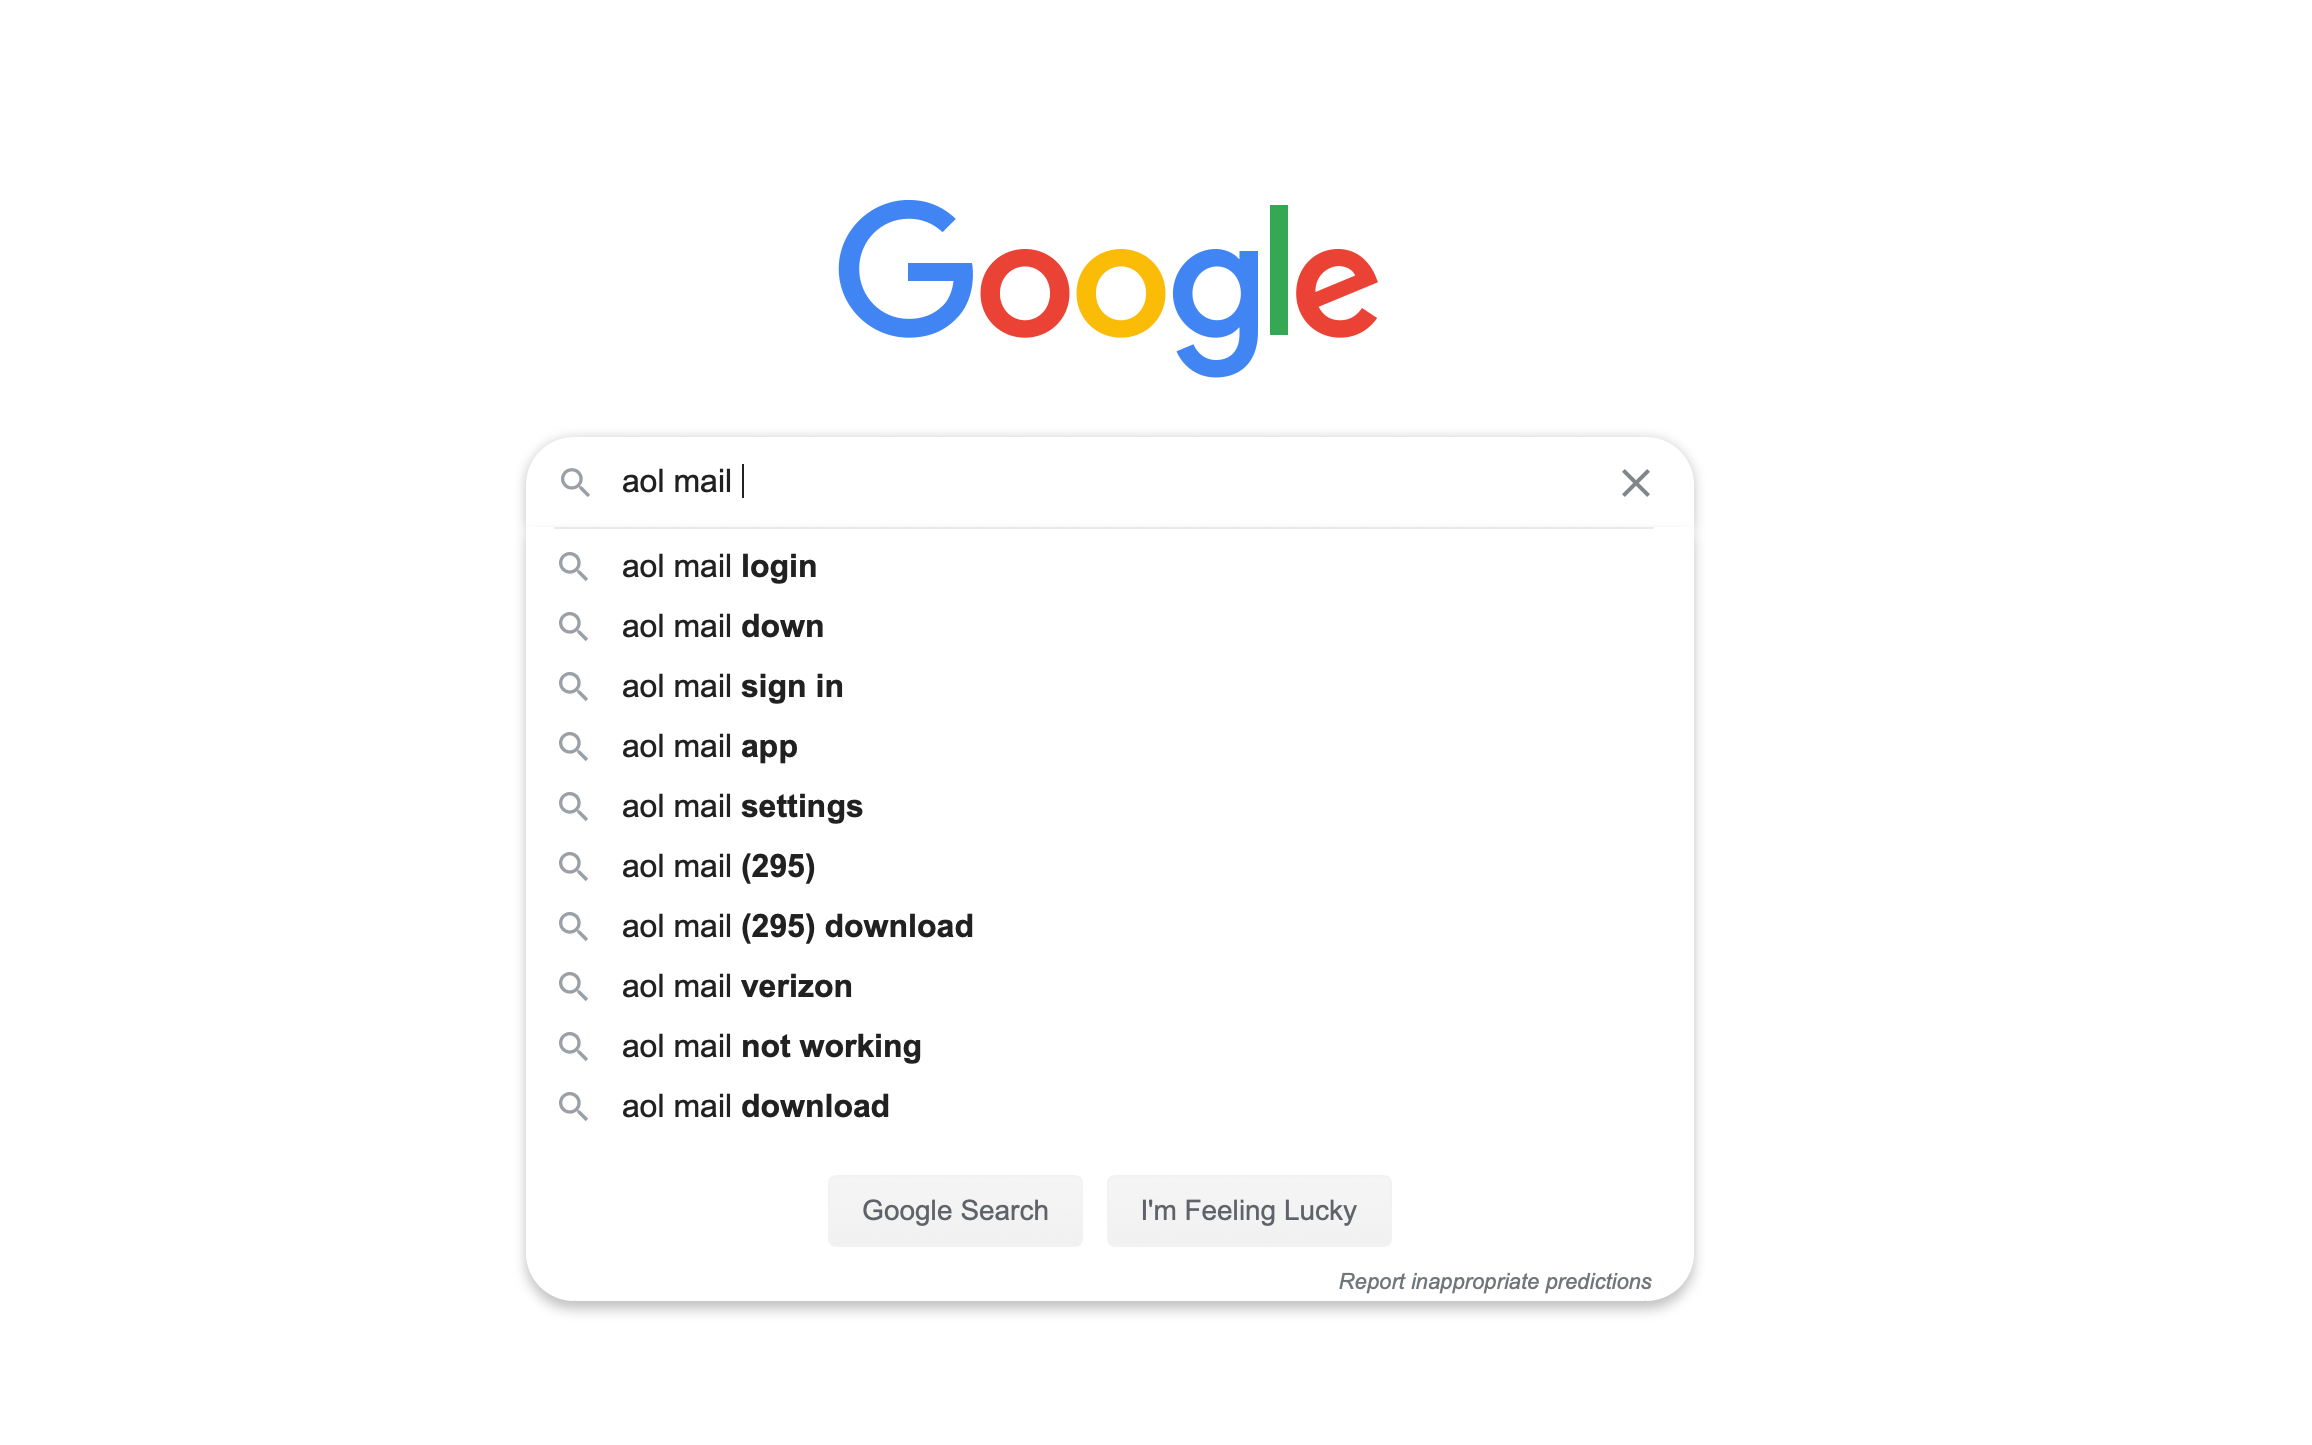 Google
aol mail
aol mail login
aol mail down
aol mail sign in
aol mail app
aol mail settings
aol mail (295)
aol mail (295) download
aol mail verizon
aol mail not working
aol mail download
Google Search I'm Feeling Lucky
Report inappropriate predictions